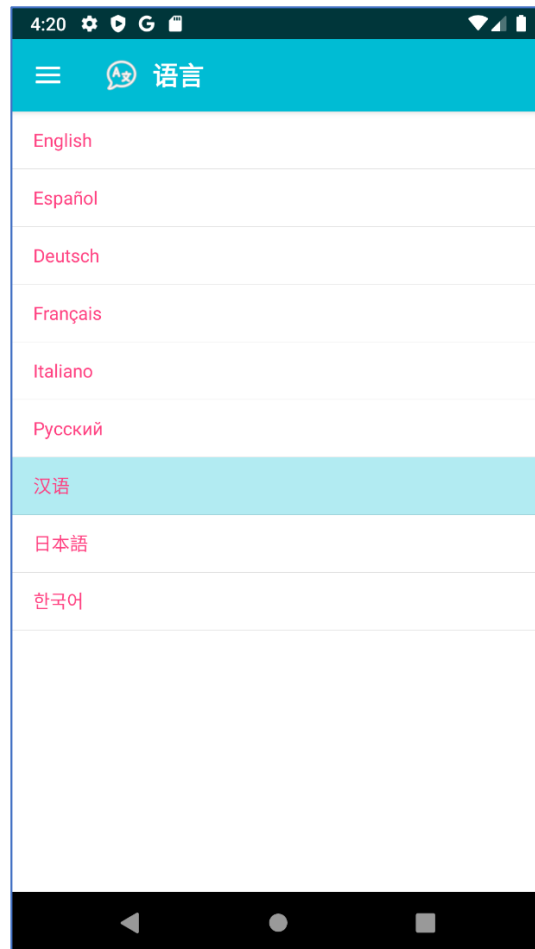 4:20 G
语言
English
Español
Deutsch
Français
Italiano
Русский
汉语
日本語
한국어